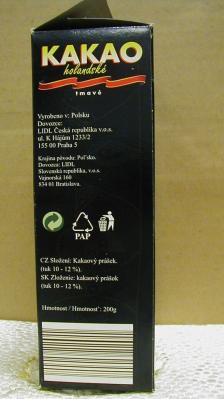 KAKAO
holandské
tmavé
Vyrobeno v: Polsku
Dovozce:
LIDL Česká republika v.o.s.
ul. K Hájům 1233/2
155 00 Praha 5
Krajina pôvodu: Poľsko.
Dovozca: LIDL
Slovenská republika, v.o.s.
Vajnorská 160
834 01 Bratislava.
PAP
CZ Složení: Kakaový prášek.
(tuk 10 - 12 %).
SK Zloženie: kakaový prášok
(tuk 10 - 12%).
Hmotnost / Hmotnosť: 200g